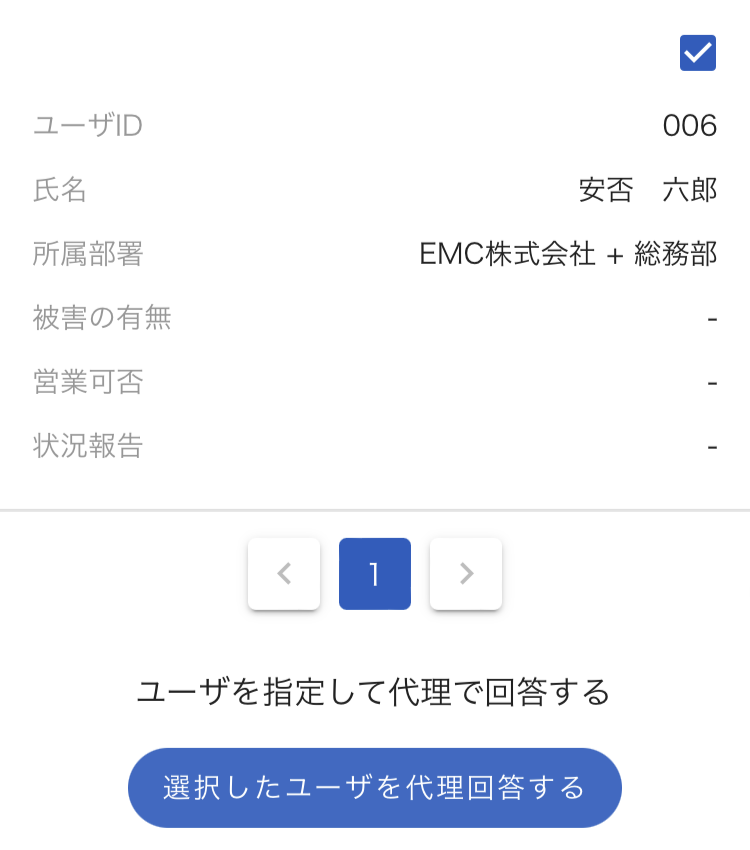 ユーザID 006
氏名 安否　六郎
所属部署 EMC株式会社 + 総務部
被害の有無 -
営業可否 -
状況報告 -
1
ユーザを指定して代理で回答する
選択したユーザを代理回答する